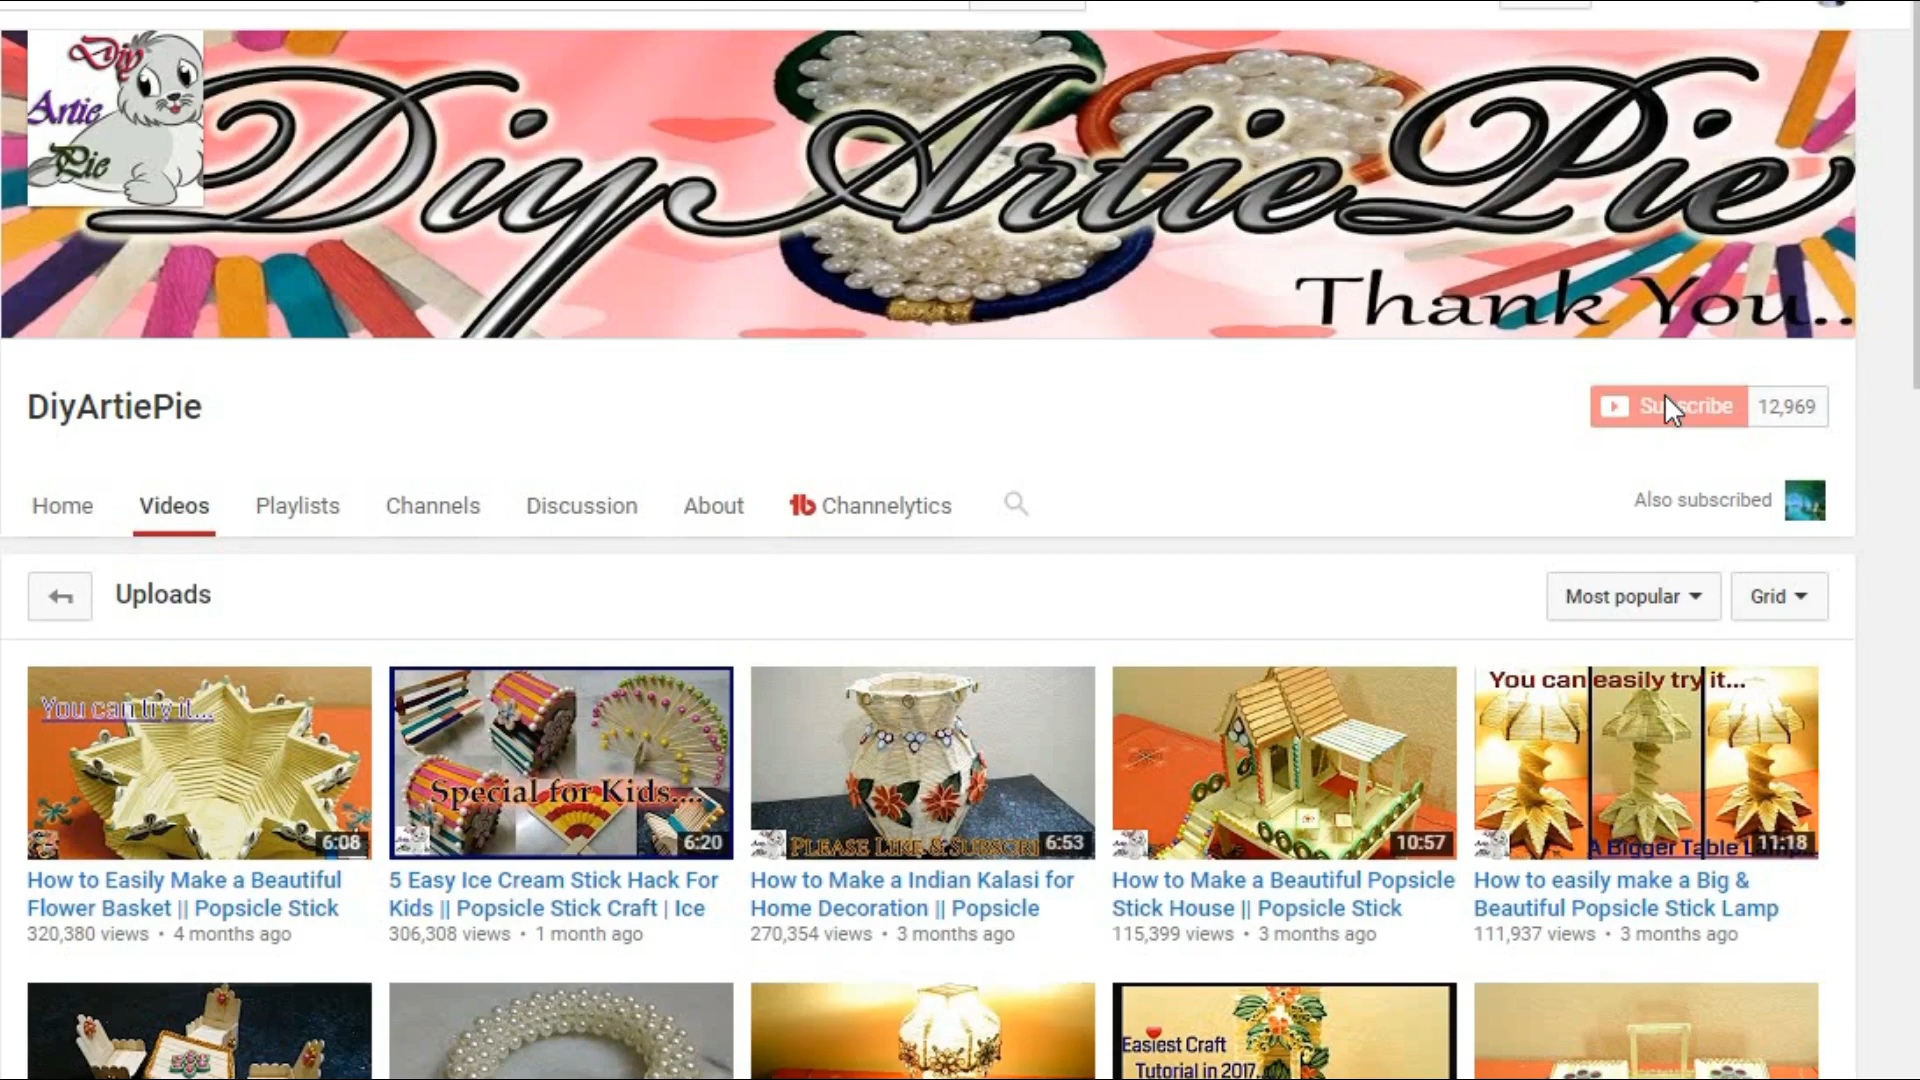 Diy
Artie
Pie
DiyArtiePie
Thank You..
DiyArtiePie
Subscribe 12,969
Home Videos Playlists Channels Discussion About Channelytics
Also subscribed
Uploads
Most popular Grid
You can try it...
6:08
Special for Kids....
6:20
PLEASE LIKE & SUBSCRI
6:53
10:57
You can easily try it...
A Bigger Table
11:18
How to Easily Make a Beautiful
Flower Basket || Popsicle Stick
320,380 views • 4 months ago
5 Easy Ice Cream Stick Hack For
Kids || Popsicle Stick Craft | Ice
306,308 views • 1 month ago
How to Make a Indian Kalasi for
Home Decoration || Popsicle
270,354 views • 3 months ago
How to Make a Beautiful Popsicle
Stick House || Popsicle Stick
115,399 views • 3 months ago
How to easily make a Big &
Beautiful Popsicle Stick Lamp
111,937 views • 3 months ago
Easiest Craft
Tutorial in 2017...